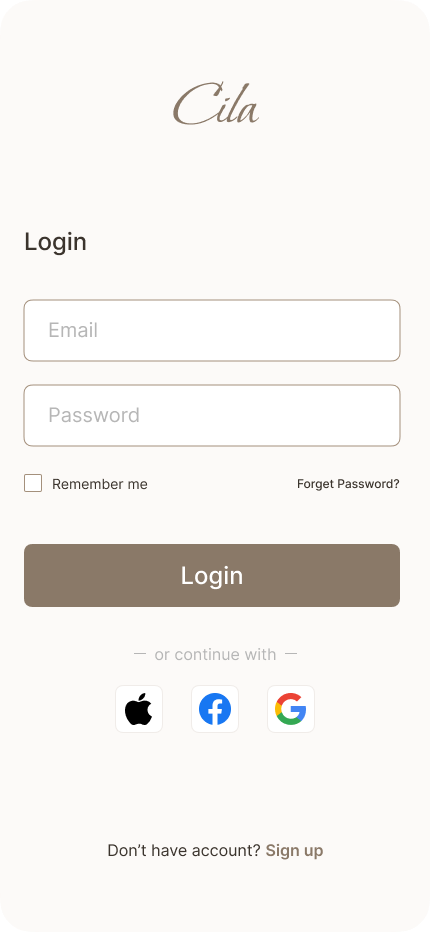 Cila
Login
Email
Password
Remember me Forget Password?
Login
or continue with
Don’t have account? Sign up